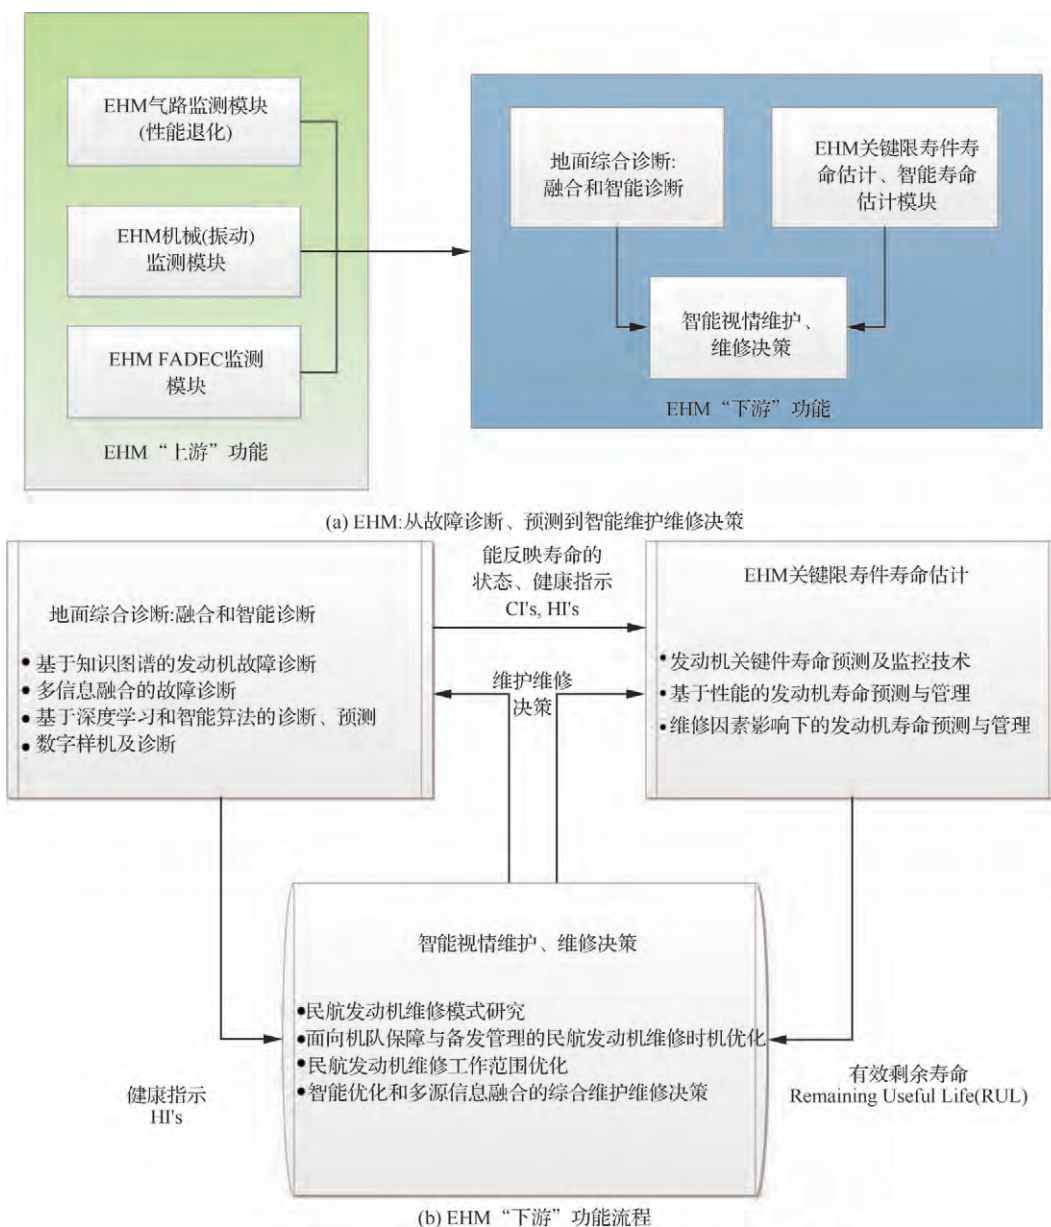 EHM气路监测模块
(性能退化)
EHM机械(振动)
监测模块
EHM FADEC监测
模块
EHM“上游”功能
地面综合诊断:
融合和智能诊断
EHM关键限寿件寿
命估计、智能寿命
估计模块
智能视情维护、
维修决策
EHM“下游”功能
(a) EHM:从故障诊断、预测到智能维护维修决策
地面综合诊断:融合和智能诊断
●基于知识图谱的发动机故障诊断
●多信息融合的故障诊断
●基于深度学习和智能算法的诊断、预测
●数字样机及诊断
能反映寿命的
状态、健康指示
CI's, HI's
维护维修
决策
EHM关键限寿件寿命估计
●发动机关键件寿命预测及监控技术
●基于性能的发动机寿命预测与管理
●维修因素影响下的发动机寿命预测与管理
智能视情维护、维修决策
●民航发动机维修模式研究
●面向机队保障与备发管理的民航发动机维修时机优化
●民航发动机维修工作范围优化
●智能优化和多源信息融合的综合维护维修决策
健康指示
HI's
有效剩余寿命
Remaining Useful Life(RUL)
(b) EHM“下游”功能流程